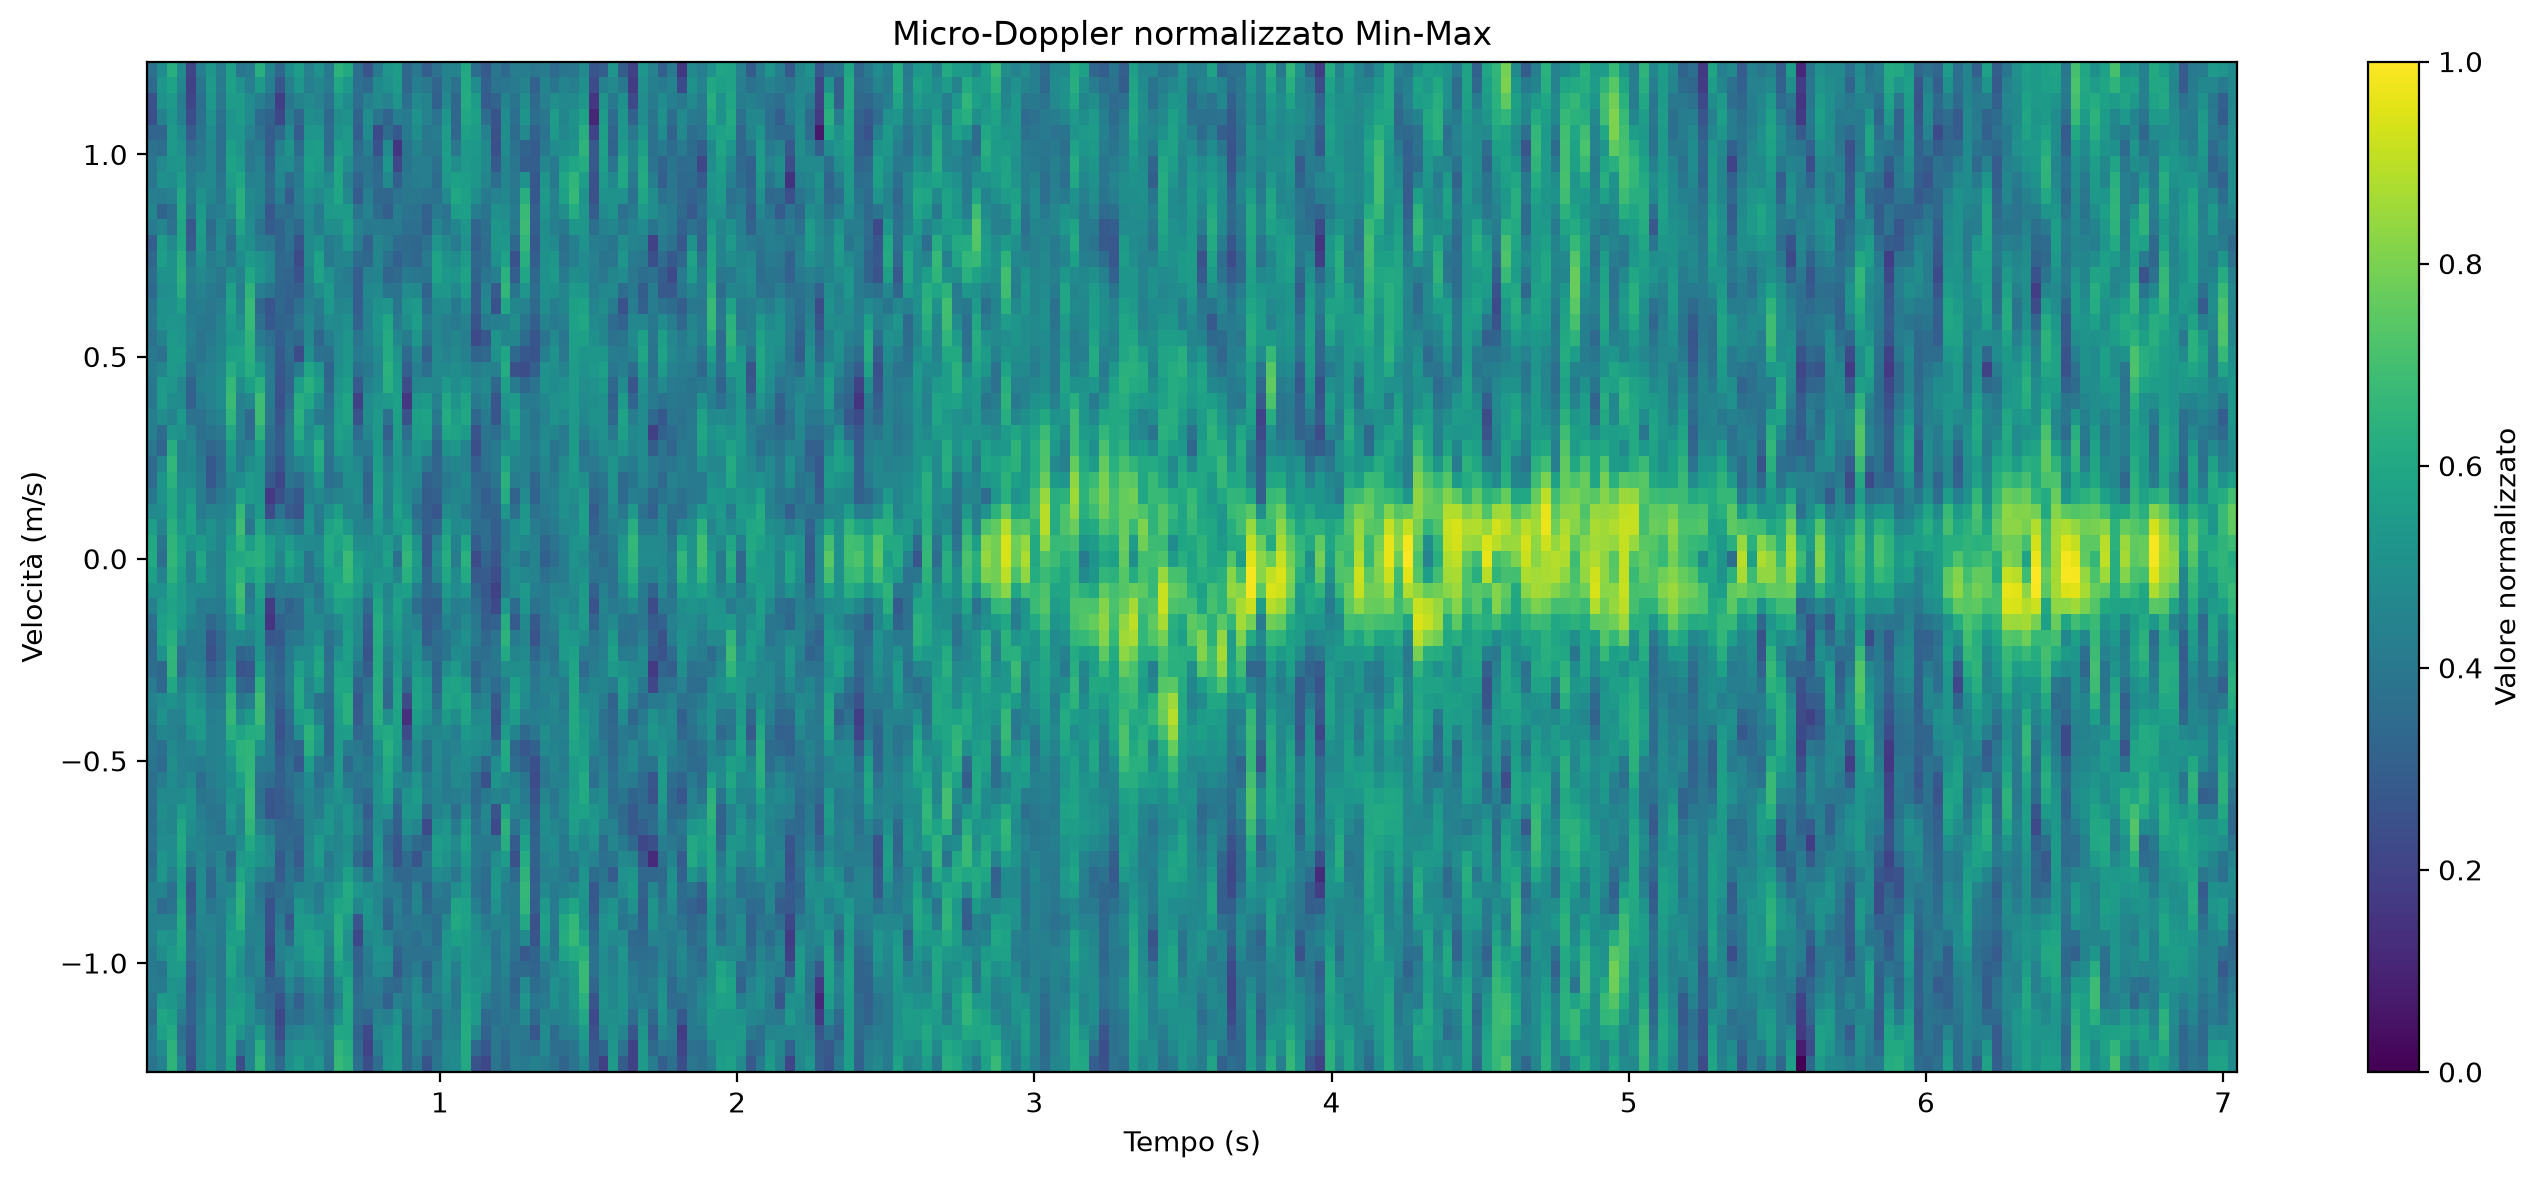 Micro-Doppler normalizzato Min-Max
Velocità (m/s)
1.0
0.5
0.0
−0.5
−1.0
1 2 3 4 5 6 7
Tempo (s)
1.0
0.8
0.6
0.4
0.2
0.0
Valore normalizzato